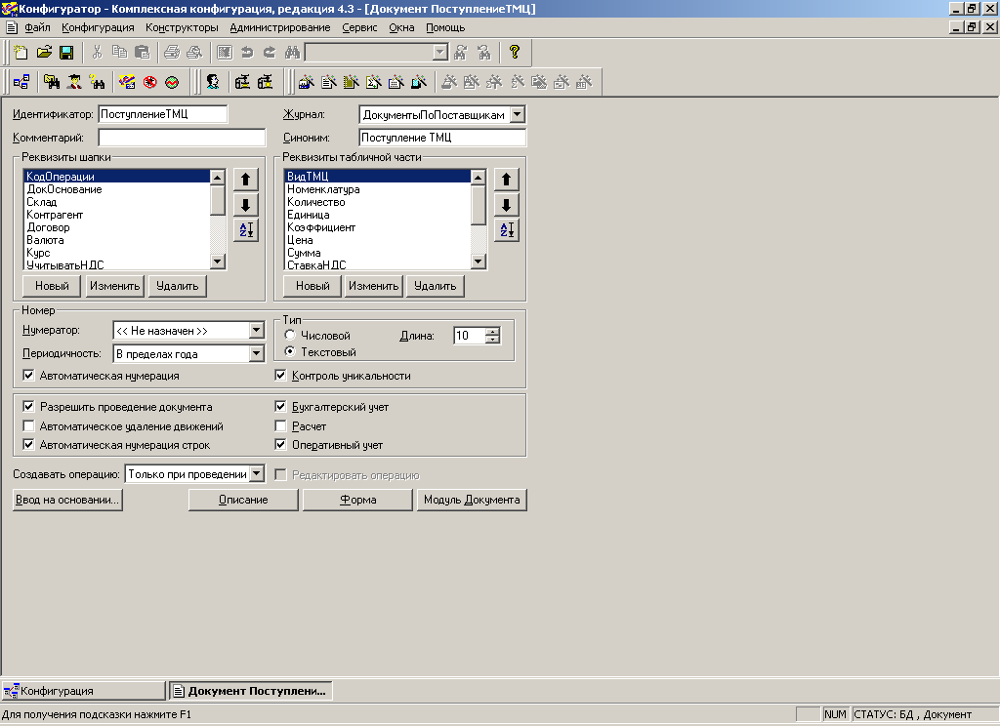 Конфигуратор - Комплексная конфигурация, редакция 4.3 - [Документ ПоступлениеТМЦ]
Файл Конфигурация Конструкторы Администрирование Сервис Окна Помощь
Идентификатор: ПоступлениеТМЦ Журнал: ДокументыПоПоставщикам
Комментарий: Синоним: Поступление ТМЦ
Реквизиты шапки Реквизиты табличной части
КодОперации ВидТМЦ
ДокОснование Номенклатура
Склад Количество
Контрагент Единица
Договор Коэффициент
Валюта Цена
Курс Сумма
УчитыватьНДС СтавкаНДС
Новый Изменить Удалить Новый Изменить Удалить
Номер
Тип
Нумератор: << Не назначен >> Числовой Длина: 10
Периодичность: В пределах года Текстовый
Автоматическая нумерация Контроль уникальности
Разрешить проведение документа Бухгалтерский учет
Автоматическое удаление движений Расчет
Автоматическая нумерация строк Оперативный учет
Создавать операцию: Только при проведении Редактировать операцию
Ввод на основании... Описание Форма Модуль Документа
Конфигурация Документ Поступлени...
Для получения подсказки нажмите F1 NUM СТАТУС: БД , Документ